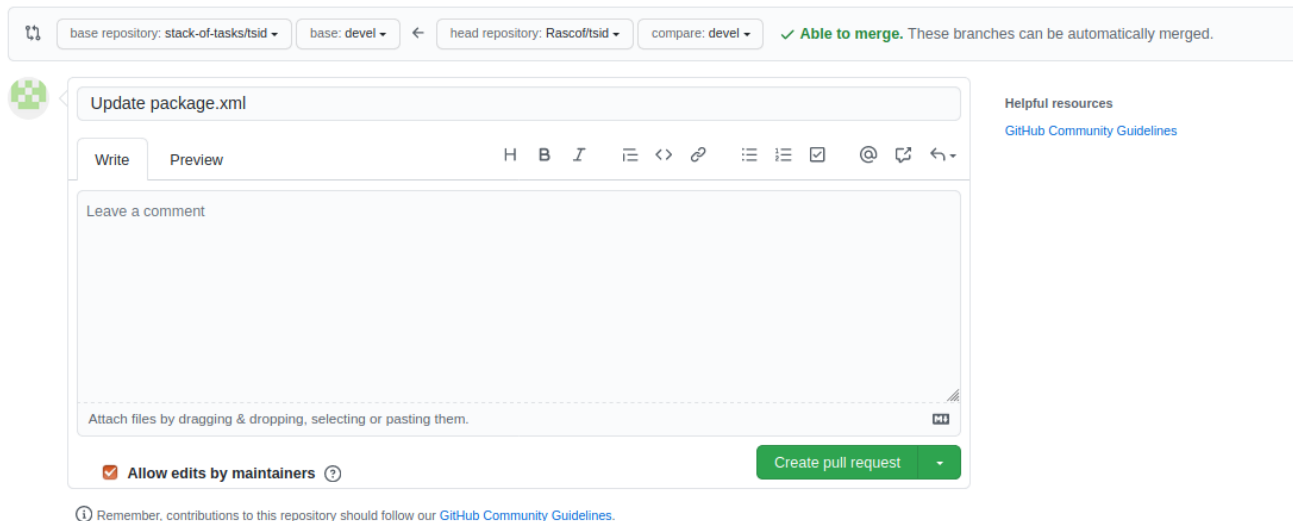 base repository: stack-of-tasks/tsid base: devel head repository: Rascof/tsid compare: devel Able to merge. These branches can be automatically merged.
Update package.xml
Helpful resources
GitHub Community Guidelines
Write Preview
Leave a comment
Attach files by dragging & dropping, selecting or pasting them.
Allow edits by maintainers
Create pull request
Remember, contributions to this repository should follow our GitHub Community Guidelines.